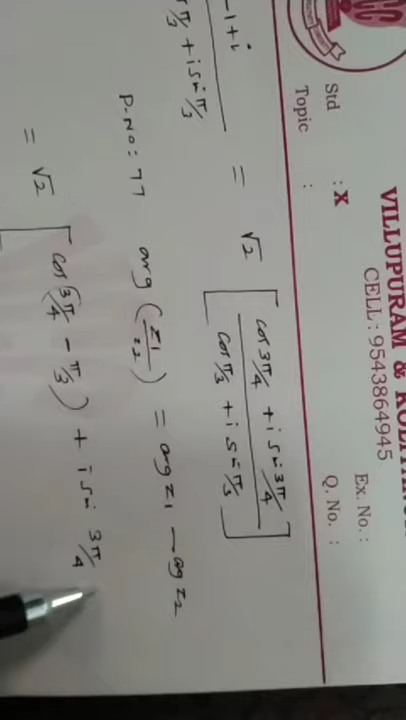 VILLUPURAM &
CELL : 9543864945
Std : X
Ex. No. :
Topic :
Q. No. :
-1+i / π/3 + i sin π/3 = √2 [ cos 3π/4 + i sin 3π/4 / cos π/3 + i sin π/3 ]
P.No: 77 arg (z1/z2) = arg z1 - arg z2
= √2 [ cos (3π/4 - π/3) + i sin 3π/4